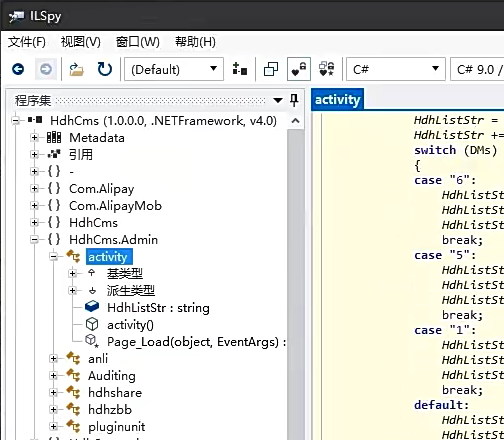 ILSpy
文件(F) 视图(V) 窗口(W) 帮助(H)
(Default) C# C# 9.0 /
程序集
activity
HdhCms (1.0.0.0, .NETFramework, v4.0)
Metadata
引用
-
Com.Alipay
Com.AlipayMob
HdhCms
HdhCms.Admin
activity
基类型
派生类型
HdhListStr : string
activity()
Page_Load(object, EventArgs) :
anli
Auditing
hdhshare
hdhzbb
pluginunit
HdhListStr =
HdhListStr +=
switch (DMs)
{
case "6":
HdhListSt
HdhListSt
HdhListSt
break;
case "5":
HdhListSt
HdhListSt
HdhListSt
break;
case "1":
HdhListSt
HdhListSt
HdhListSt
break;
default:
HdhListSt
HdhListSt